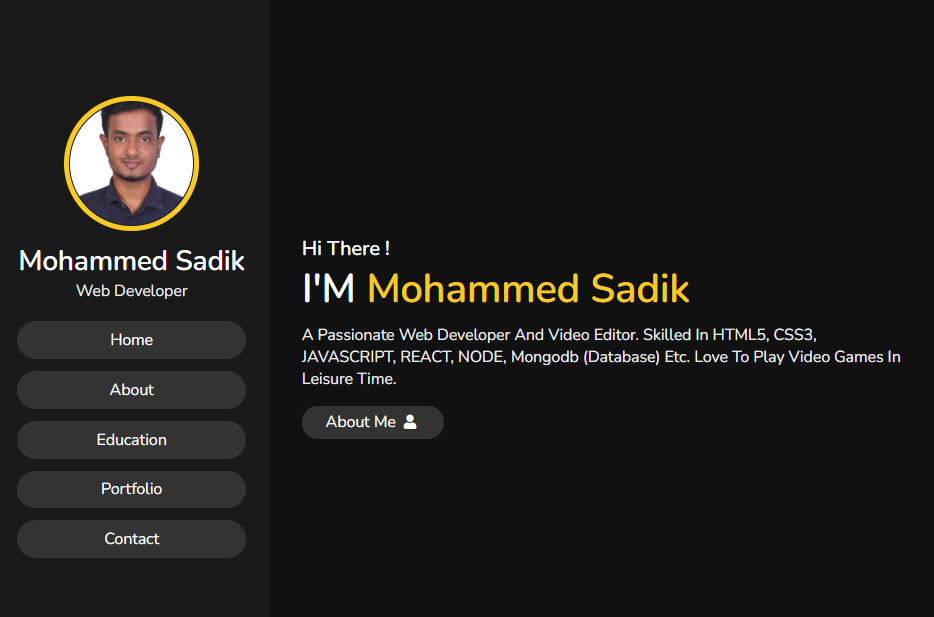 Mohammed Sadik
Web Developer
Home
About
Education
Portfolio
Contact
Hi There !
I'M Mohammed Sadik
A Passionate Web Developer And Video Editor. Skilled In HTML5, CSS3,
JAVASCRIPT, REACT, NODE, Mongodb (Database) Etc. Love To Play Video Games In
Leisure Time.
About Me